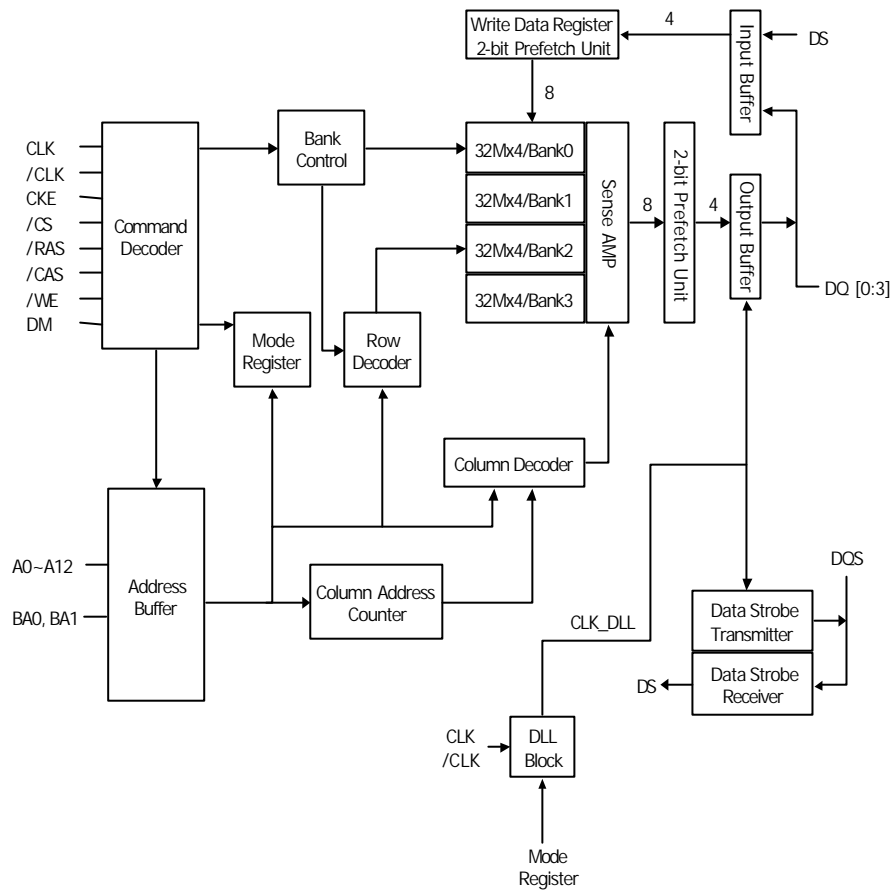 Write Data Register
2-bit Prefetch Unit
4
Input Buffer
DS
8
Bank
Control
CLK
/CLK
CKE
/CS
/RAS
/CAS
/WE
DM
Command
Decoder
32Mx4/Bank0
32Mx4/Bank1
32Mx4/Bank2
32Mx4/Bank3
Sense AMP
8
2-bit Prefetch Unit
4
Output Buffer
DQ [0:3]
Mode
Register
Row
Decoder
Column Decoder
A0~A12
BA0, BA1
Address
Buffer
Column Address
Counter
CLK_DLL
DQS
Data Strobe
Transmitter
Data Strobe
Receiver
DS
CLK
/CLK
DLL
Block
Mode
Register